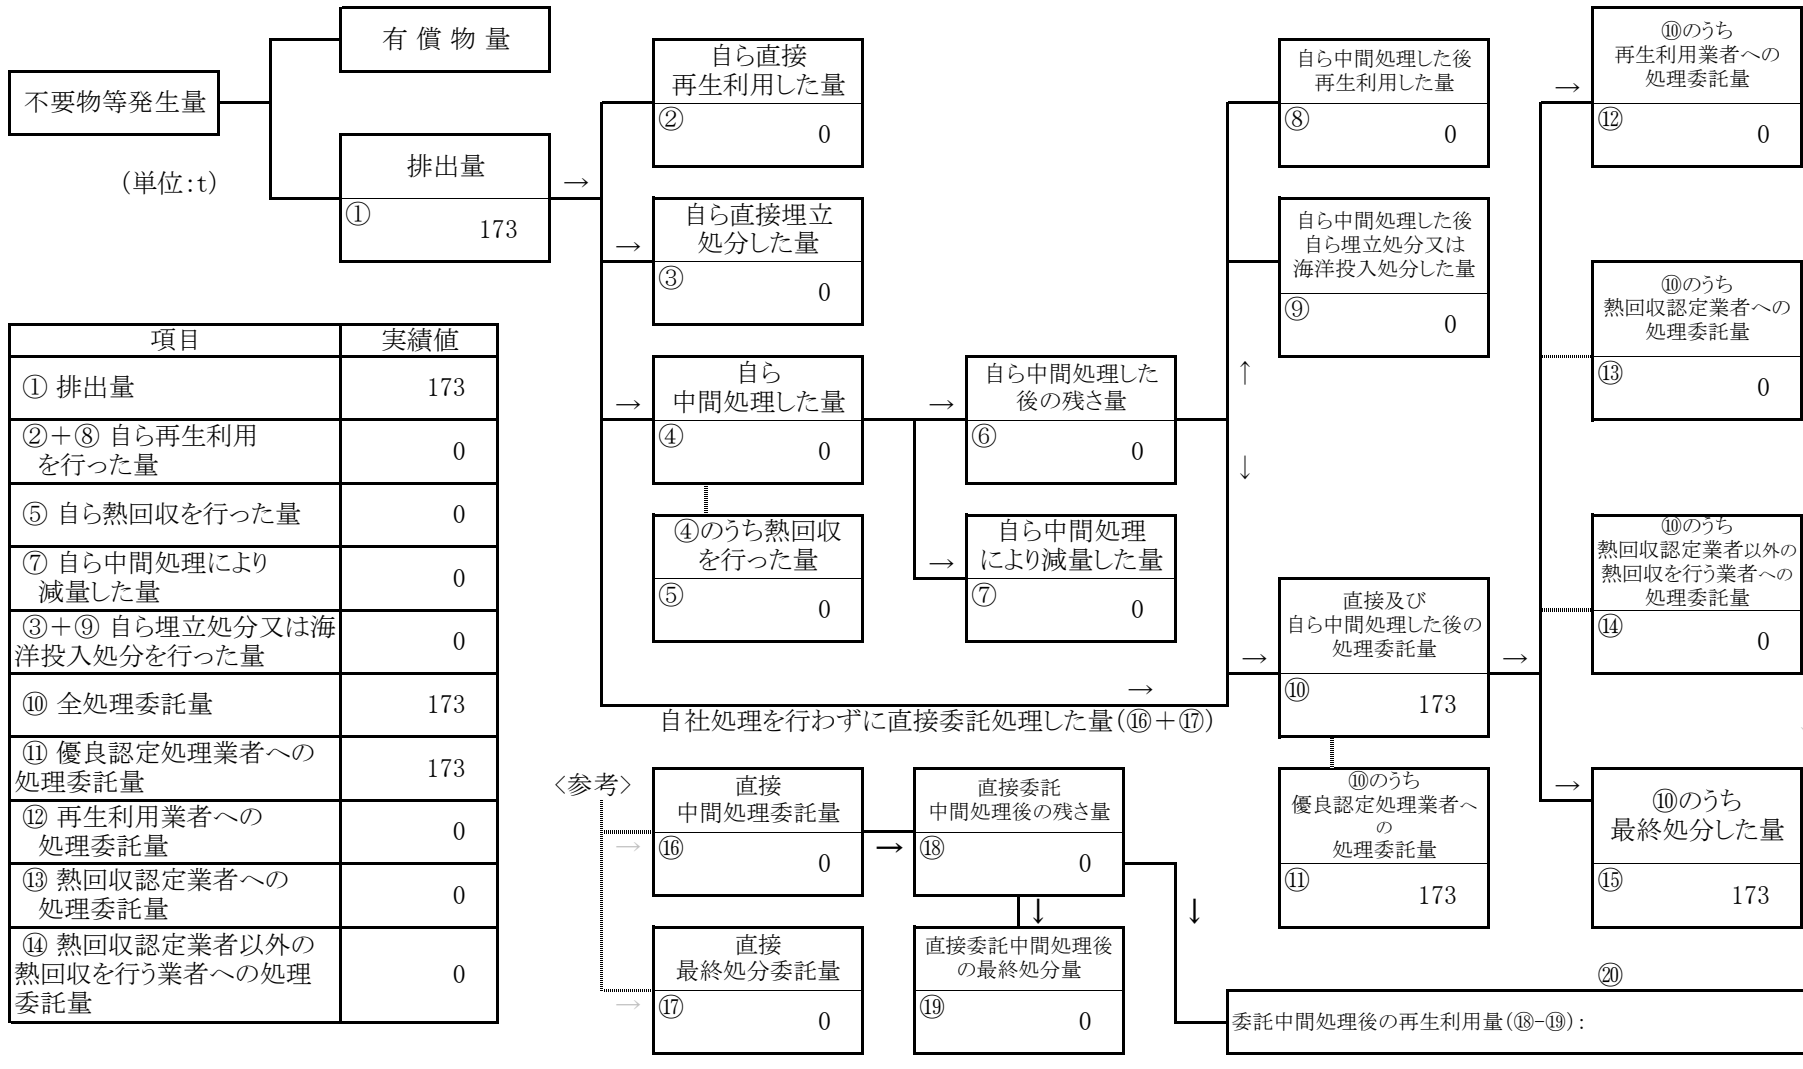 不要物等発生量
(単位:t)
有 償 物 量
排出量
①
173
→
自ら直接
再生利用した量
②
0
→
自ら直接埋立
処分した量
③
0
→
自ら
中間処理した量
④
0
④のうち熱回収
を行った量
⑤
0
→
自ら中間処理した
後の残さ量
⑥
0
→
自ら中間処理
により減量した量
⑦
0
↑
↓
自ら中間処理した後
再生利用した量
⑧
0
自ら中間処理した後
自ら埋立処分又は
海洋投入処分した量
⑨
0
→
自社処理を行わずに直接委託処理した量(⑯+⑰)
→
直接及び
自ら中間処理した後の
処理委託量
⑩
173
→
⑩のうち
優良認定処理業者へ
の
処理委託量
⑪
173
→
⑩のうち
再生利用業者への
処理委託量
⑫
0
⑩のうち
熱回収認定業者への
処理委託量
⑬
0
⑩のうち
熱回収認定業者以外の
熱回収を行う業者への
処理委託量
⑭
0
→
⑩のうち
最終処分した量
⑮
173
項目 実績値
① 排出量 173
②+⑧ 自ら再生利用
を行った量 0
⑤ 自ら熱回収を行った量 0
⑦ 自ら中間処理により
減量した量 0
③+⑨ 自ら埋立処分又は海
洋投入処分を行った量 0
⑩ 全処理委託量 173
⑪ 優良認定処理業者への
処理委託量 173
⑫ 再生利用業者への
処理委託量 0
⑬ 熱回収認定業者への
処理委託量 0
⑭ 熱回収認定業者以外の
熱回収を行う業者への処理
委託量 0
<参考>
→
直接
中間処理委託量
⑯
0
→
直接委託
中間処理後の残さ量
⑱
0
↓
↓
→
直接
最終処分委託量
⑰
0
直接委託中間処理後
の最終処分量
⑲
0
⑳
委託中間処理後の再生利用量(⑱-⑲):